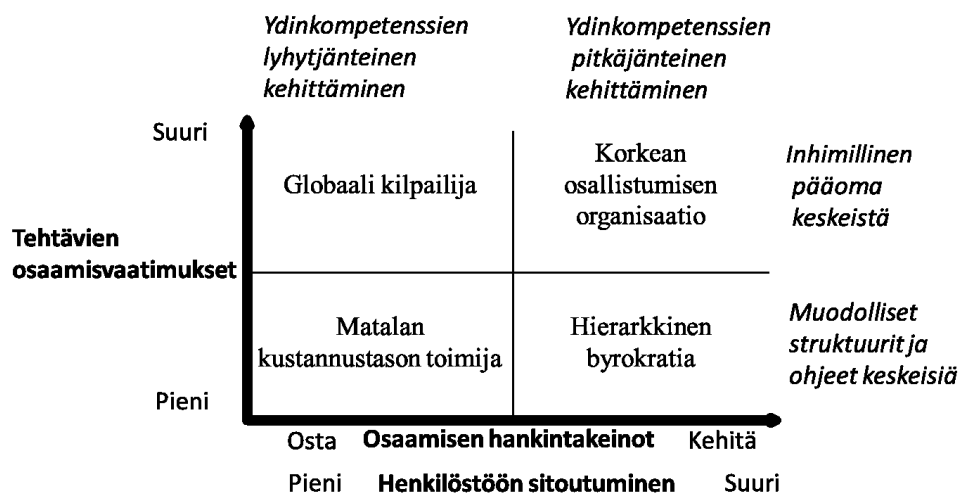 Ydinkompetenssien
lyhytjänteinen
kehittäminen
Ydinkompetenssien
pitkäjänteinen
kehittäminen
Suuri
Globaali kilpailija
Korkean
osallistumisen
organisaatio
Inhimillinen
pääoma
keskeistä
Tehtävien
osaamisvaatimukset
Matalan
kustannustason toimija
Hierarkkinen
byrokratia
Muodolliset
struktuurit ja
ohjeet keskeisiä
Pieni
Osta Osaamisen hankintakeinot Kehitä
Pieni Henkilöstöön sitoutuminen Suuri